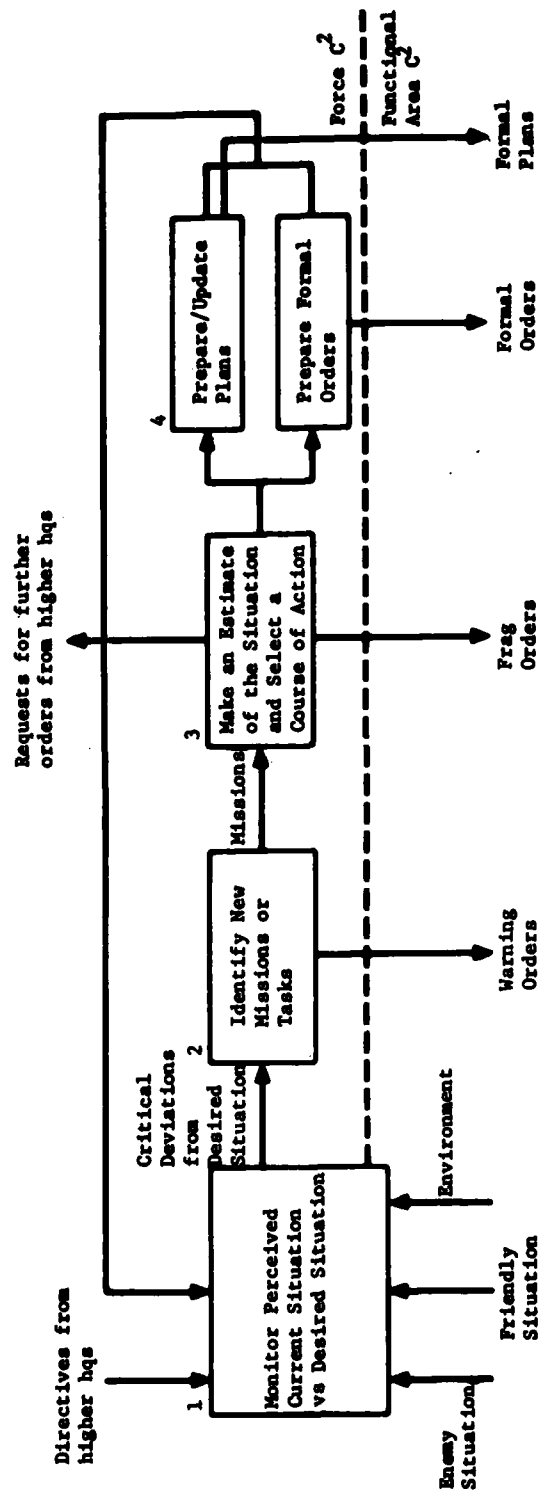 Directives from
higher hqs
Requests for further
orders from higher hqs
1
Monitor Perceived
Current Situation
vs Desired Situation
Critical
Deviations
from
Desired
Situation
2
Identify New
Missions or
Tasks
Missions
3
Make an Estimate
of the Situation
and Select a
Course of Action
4
Prepare/Update
Plans
Prepare Formal
Orders
Force C²
Functional
Area C²
Enemy
Situation
Friendly
Situation
Environment
Warning
Orders
Frag
Orders
Formal
Orders
Formal
Plans